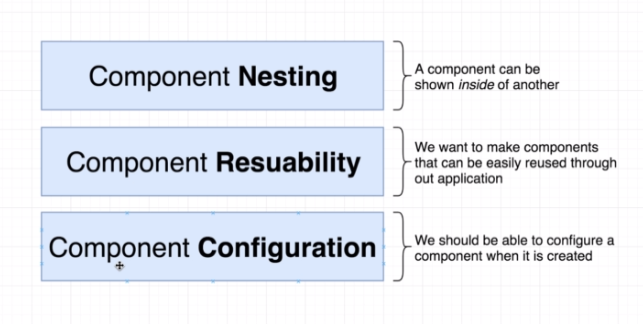 Component Nesting
A component can be
shown inside of another
Component Resuability
We want to make components
that can be easily reused through
out application
Component Configuration
We should be able to configure a
component when it is created